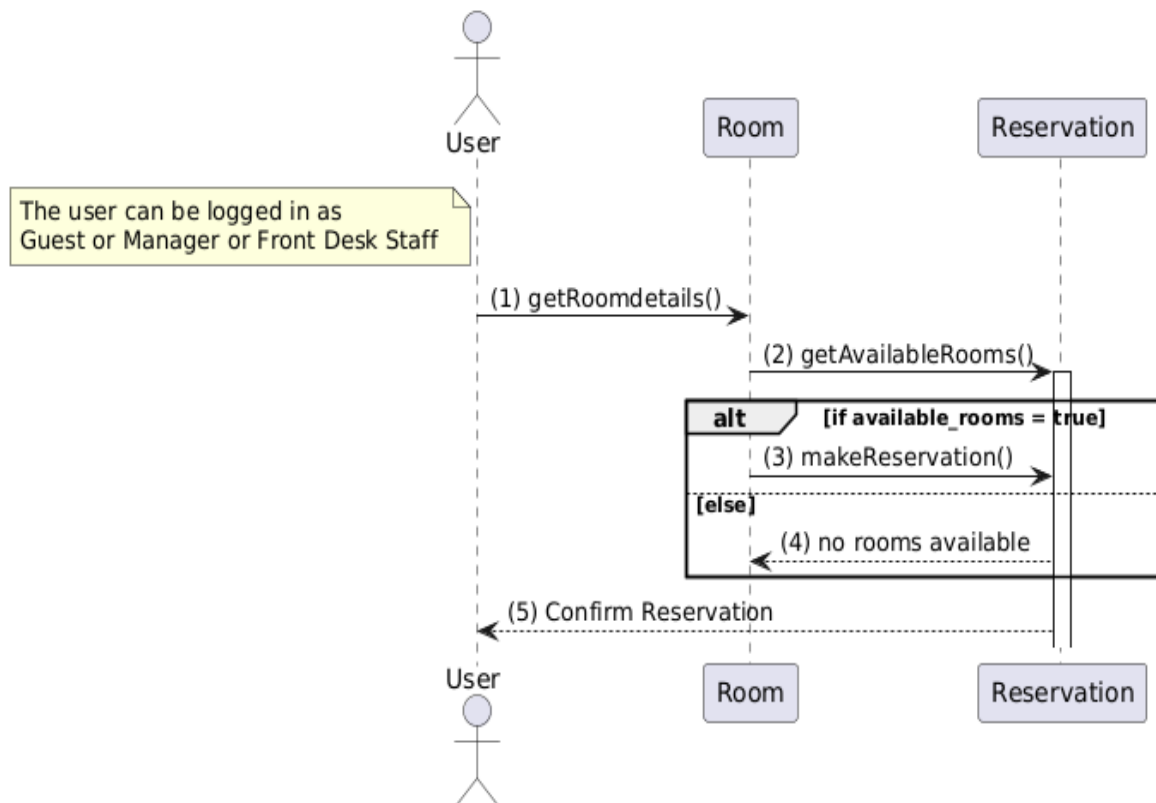 User
Room
Reservation
The user can be logged in as
Guest or Manager or Front Desk Staff
(1) getRoomdetails()
(2) getAvailableRooms()
alt
[if available_rooms = true]
(3) makeReservation()
[else]
(4) no rooms available
(5) Confirm Reservation
User
Room
Reservation